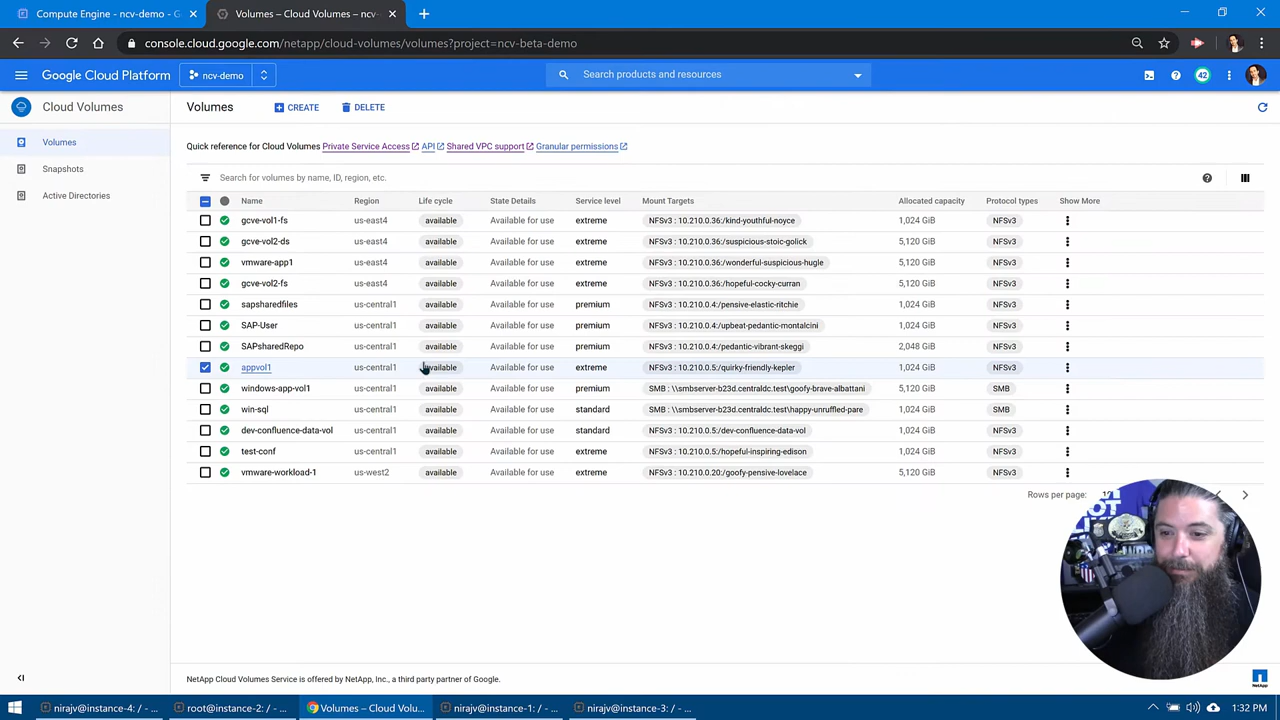 Compute Engine - ncv-demo - G
Volumes – Cloud Volumes – ncv-
console.cloud.google.com/netapp/cloud-volumes/volumes?project=ncv-beta-demo
Google Cloud Platform
ncv-demo
Search products and resources
42
Cloud Volumes
Volumes
CREATE
DELETE
Volumes
Snapshots
Active Directories
Quick reference for Cloud Volumes Private Service Access API Shared VPC support Granular permissions
Search for volumes by name, ID, region, etc.
Name Region Life cycle State Details Service level Mount Targets Allocated capacity Protocol types Show More
gcve-vol1-fs us-east4 available Available for use extreme NFSv3 : 10.210.0.36:/kind-youthful-noyce 1,024 GiB NFSv3
gcve-vol2-ds us-east4 available Available for use extreme NFSv3 : 10.210.0.36:/suspicious-stoic-golick 5,120 GiB NFSv3
vmware-app1 us-east4 available Available for use extreme NFSv3 : 10.210.0.36:/wonderful-suspicious-hugle 5,120 GiB NFSv3
gcve-vol2-fs us-east4 available Available for use extreme NFSv3 : 10.210.0.36:/hopeful-cocky-curran 5,120 GiB NFSv3
sapsharedfiles us-central1 available Available for use premium NFSv3 : 10.210.0.4:/pensive-elastic-ritchie 1,024 GiB NFSv3
SAP-User us-central1 available Available for use premium NFSv3 : 10.210.0.4:/upbeat-pedantic-montalcini 1,024 GiB NFSv3
SAPsharedRepo us-central1 available Available for use premium NFSv3 : 10.210.0.4:/pedantic-vibrant-skeggi 2,048 GiB NFSv3
appvol1 us-central1 available Available for use extreme NFSv3 : 10.210.0.5:/quirky-friendly-kepler 1,024 GiB NFSv3
windows-app-vol1 us-central1 available Available for use premium SMB : \\smbserver-b23d.centraldc.test\goofy-brave-albattani 5,120 GiB SMB
win-sql us-central1 available Available for use standard SMB : \\smbserver-b23d.centraldc.test\happy-unruffled-pare 1,024 GiB SMB
dev-confluence-data-vol us-central1 available Available for use standard NFSv3 : 10.210.0.5:/dev-confluence-data-vol 1,024 GiB NFSv3
test-conf us-central1 available Available for use extreme NFSv3 : 10.210.0.5:/hopeful-inspiring-edison 1,024 GiB NFSv3
vmware-workload-1 us-west2 available Available for use extreme NFSv3 : 10.210.0.20:/goofy-pensive-lovelace 5,120 GiB NFSv3
Rows per page:
NetApp Cloud Volumes Service is offered by NetApp, Inc., a third party partner of Google.
NetApp
nirajv@instance-4: / - ...
root@instance-2: / - ...
Volumes – Cloud Volu...
nirajv@instance-1: / - ...
nirajv@instance-3: / - ...
1:32 PM